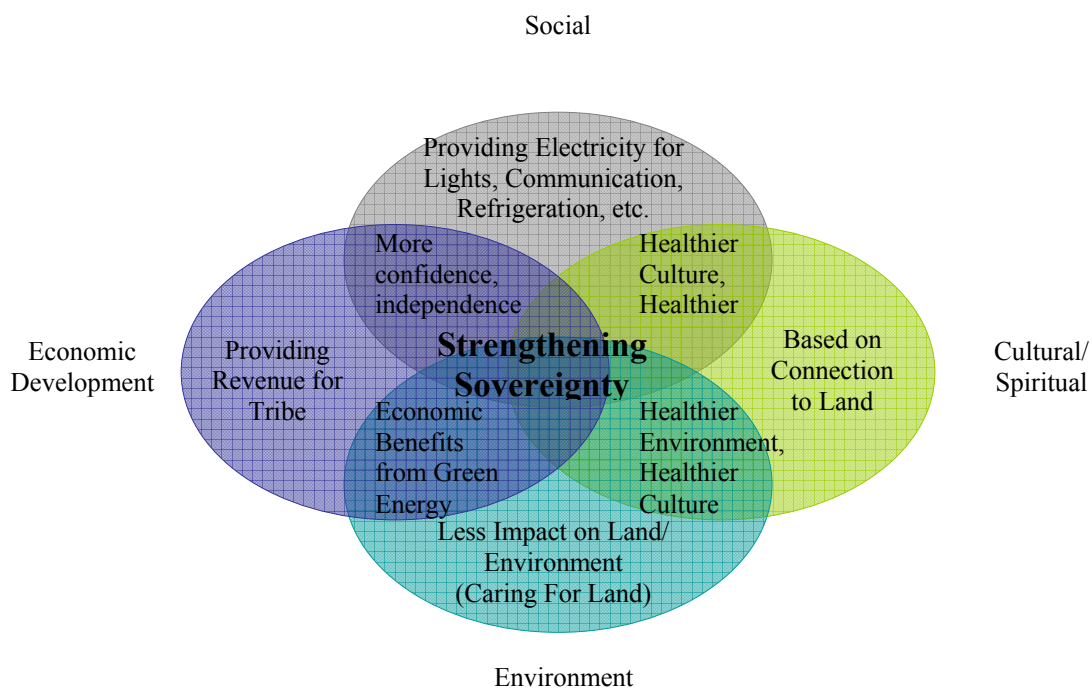 Social
Providing Electricity for
Lights, Communication,
Refrigeration, etc.
More
confidence,
independence
Healthier
Culture,
Healthier
Strengthening
Sovereignty
Economic
Development
Providing
Revenue for
Tribe
Based on
Connection
to Land
Cultural/
Spiritual
Economic
Benefits
from Green
Energy
Healthier
Environment,
Healthier
Culture
Less Impact on Land/
Environment
(Caring For Land)
Environment